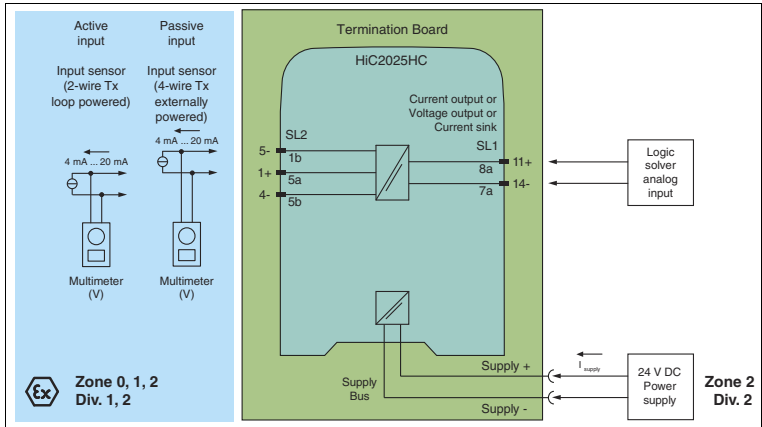 Active
input
Input sensor
(2-wire Tx
loop powered)
4 mA ... 20 mA
Multimeter
(V)
Passive
input
Input sensor
(4-wire Tx
externally
powered)
4 mA ... 20 mA
Multimeter
(V)
Ex
Zone 0, 1, 2
Div. 1, 2
Termination Board
HiC2025HC
Current output or
Voltage output or
Current sink
SL2
5-
1b
1+
5a
4-
5b
SL1
11+
8a
14-
7a
Logic
solver
analog
input
Supply +
Supply
Bus
Supply -
I supply
24 V DC
Power
supply
Zone 2
Div. 2